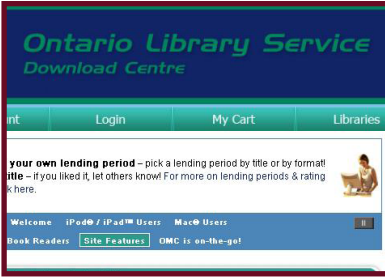 Ontario Library Service
Download Centre
unt Login My Cart Libraries
your own lending period – pick a lending period by title or by format!
title – if you liked it, let others know! For more on lending periods & rating
k here.
Welcome iPod® / iPad™ Users Mac® Users
Book Readers Site Features OMC is on-the-go!